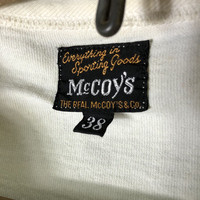 Everything in
Sporting Goods
McCOY'S
THE REAL McCOY'S & CO.
38